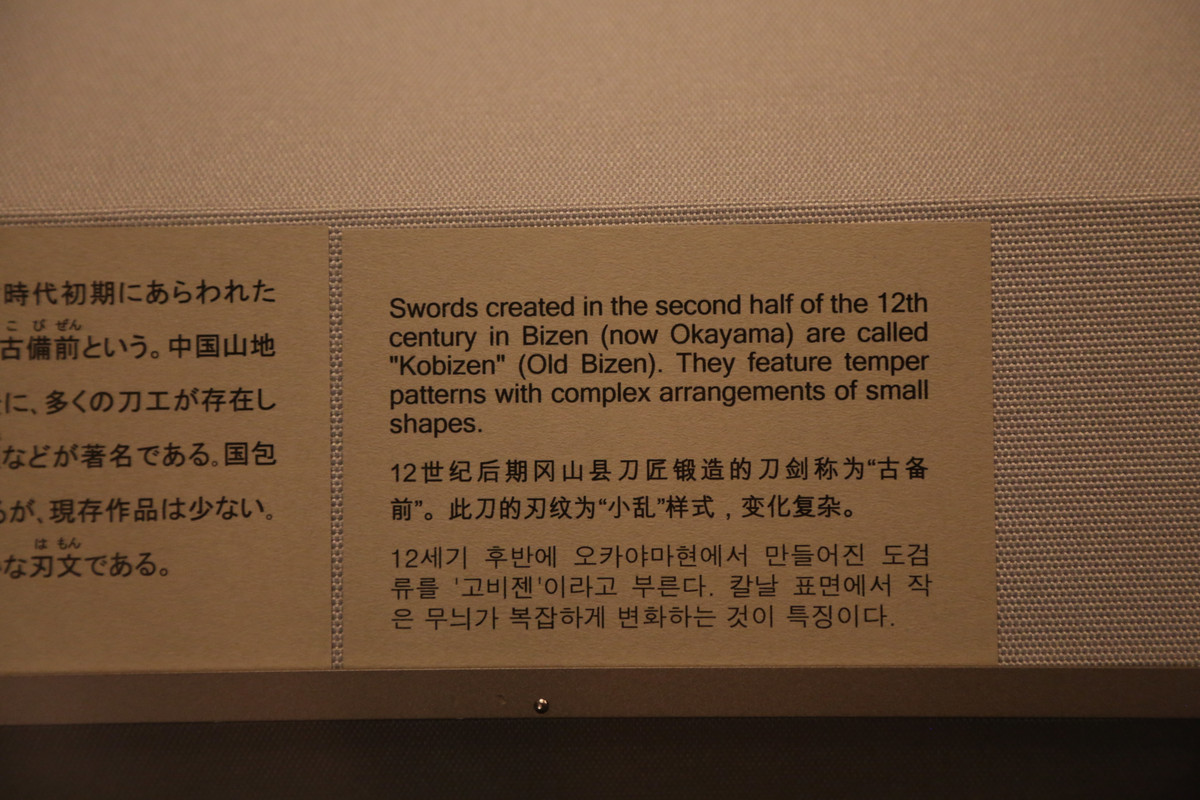 時代初期にあらわれた
こ び ぜん
古備前という。中国山地
に、多くの刀工が存在し
などが著名である。国包
が、現存作品は少ない。
は もん
な刃文である。
Swords created in the second half of the 12th
century in Bizen (now Okayama) are called
"Kobizen" (Old Bizen). They feature temper
patterns with complex arrangements of small
shapes.
12世纪后期冈山县刀匠锻造的刀剑称为“古备
前”。此刀的刃纹为“小乱”样式，变化复杂。
12세기 후반에 오카야마현에서 만들어진 도검
류를 '고비젠'이라고 부른다. 칼날 표면에서 작
은 무늬가 복잡하게 변화하는 것이 특징이다.